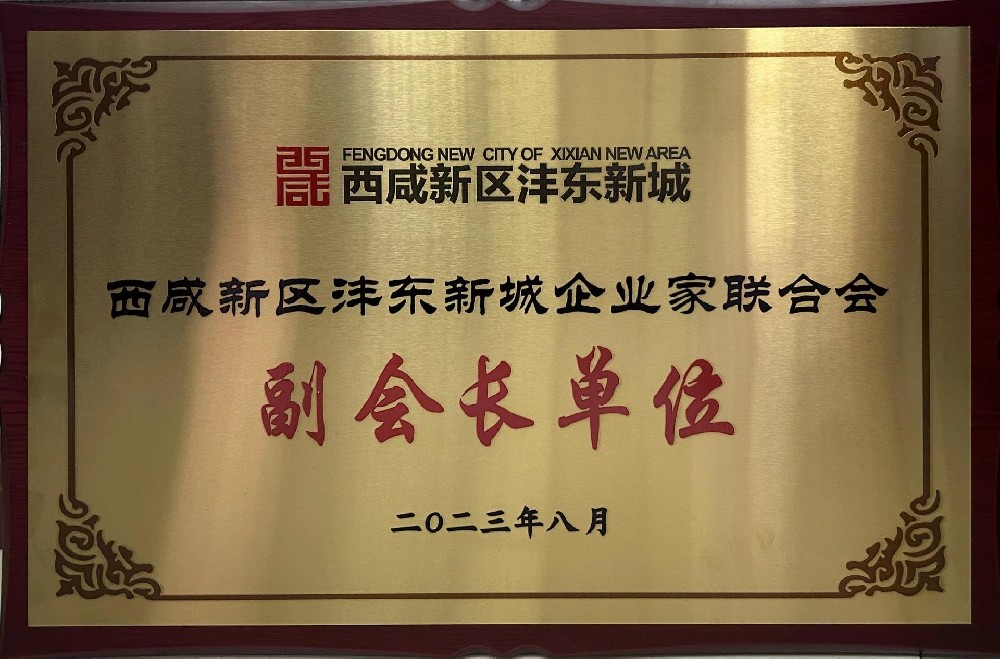 FENGDONG NEW CITY OF XIXIAN NEW AREA
西咸新区沣东新城
西咸新区沣东新城企业家联合会
副会长单位
二〇二三年八月